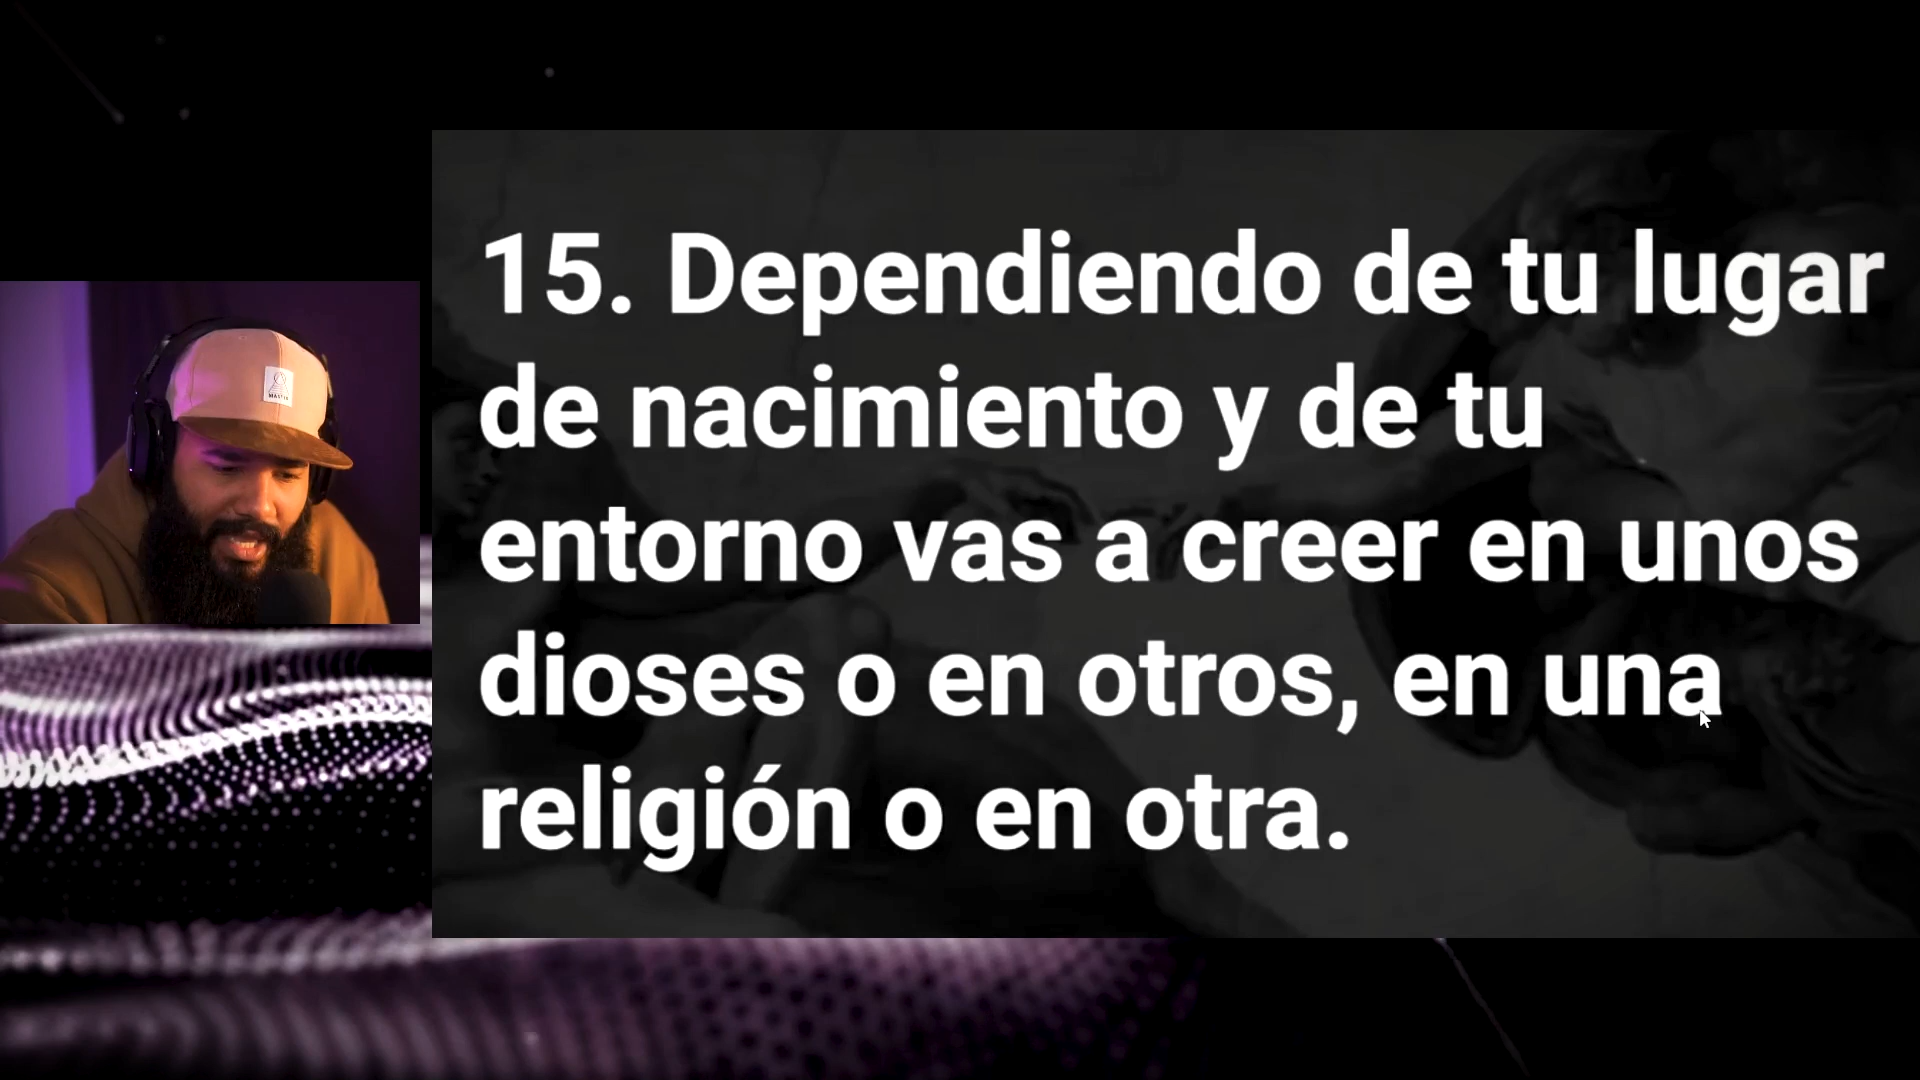 15. Dependiendo de tu lugar
de nacimiento y de tu
entorno vas a creer en unos
dioses o en otros, en una
religión o en otra.